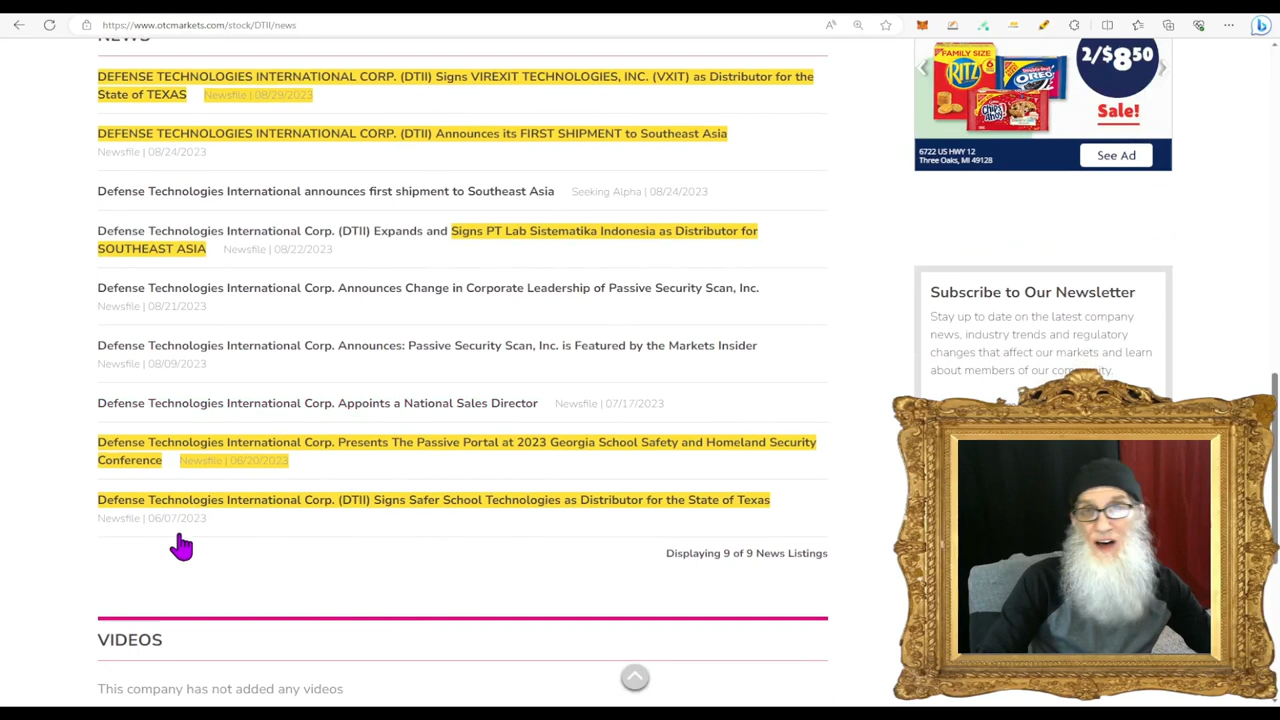 https://www.otcmarkets.com/stock/DTII/news
NEWS
DEFENSE TECHNOLOGIES INTERNATIONAL CORP. (DTII) Signs VIREXIT TECHNOLOGIES, INC. (VXIT) as Distributor for the
State of TEXAS Newsfile | 08/29/2023
DEFENSE TECHNOLOGIES INTERNATIONAL CORP. (DTII) Announces its FIRST SHIPMENT to Southeast Asia
Newsfile | 08/24/2023
Defense Technologies International announces first shipment to Southeast Asia Seeking Alpha | 08/24/2023
Defense Technologies International Corp. (DTII) Expands and Signs PT Lab Sistematika Indonesia as Distributor for
SOUTHEAST ASIA Newsfile | 08/22/2023
Defense Technologies International Corp. Announces Change in Corporate Leadership of Passive Security Scan, Inc.
Newsfile | 08/21/2023
Defense Technologies International Corp. Announces: Passive Security Scan, Inc. is Featured by the Markets Insider
Newsfile | 08/09/2023
Defense Technologies International Corp. Appoints a National Sales Director Newsfile | 07/17/2023
Defense Technologies International Corp. Presents The Passive Portal at 2023 Georgia School Safety and Homeland Security
Conference Newsfile | 06/20/2023
Defense Technologies International Corp. (DTII) Signs Safer School Technologies as Distributor for the State of Texas
Newsfile | 06/07/2023
Displaying 9 of 9 News Listings
VIDEOS
This company has not added any videos
FAMILY SIZE
RITZ
OREO
Chips Ahoy!
2/$8.50
Sale!
6722 US HWY 12
Three Oaks, MI 49128
See Ad
Subscribe to Our Newsletter
Stay up to date on the latest company
news, industry trends and regulatory
changes that affect our markets and learn
about members of our community.